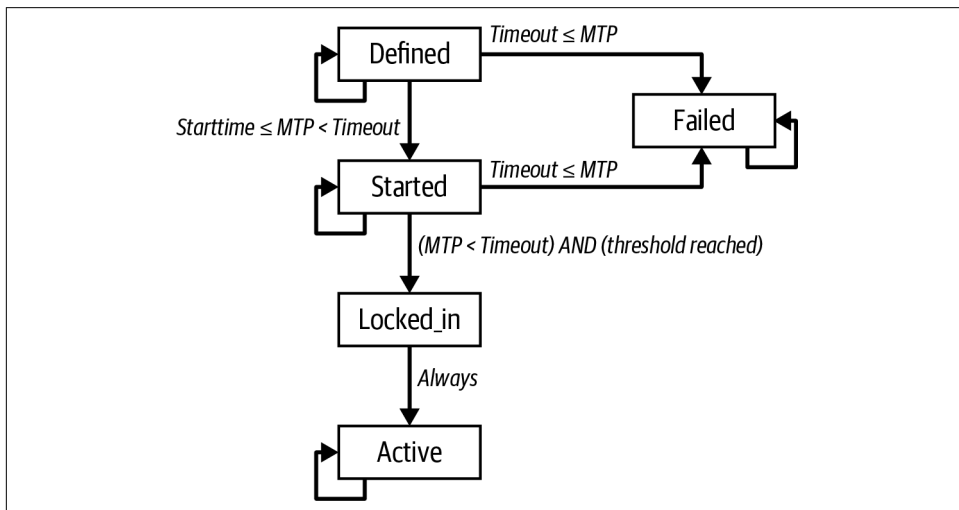 Defined
Timeout ≤ MTP
Failed
Starttime ≤ MTP < Timeout
Started
Timeout ≤ MTP
(MTP < Timeout) AND (threshold reached)
Locked_in
Always
Active